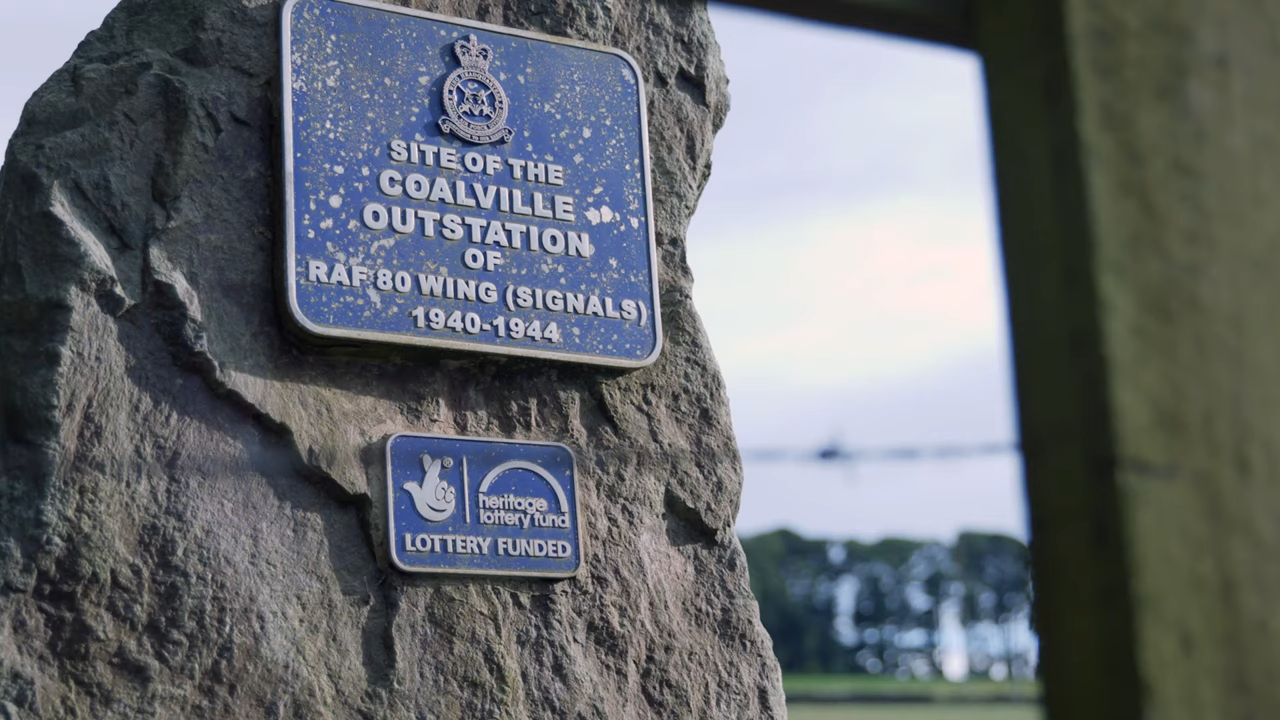 SITE OF THE
COALVILLE
OUTSTATION
OF
RAF 80 WING (SIGNALS)
1940-1944
heritage
lottery fund
LOTTERY FUNDED